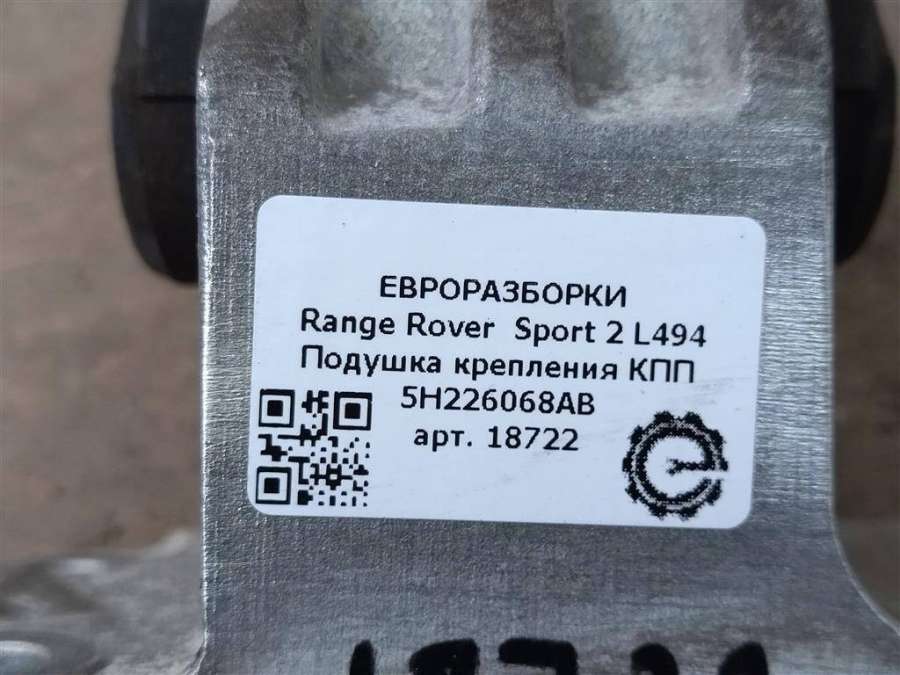 ЕВРОРАЗБОРКИ
Range Rover Sport 2 L494
Подушка крепления КПП
5H226068AB
арт. 18722